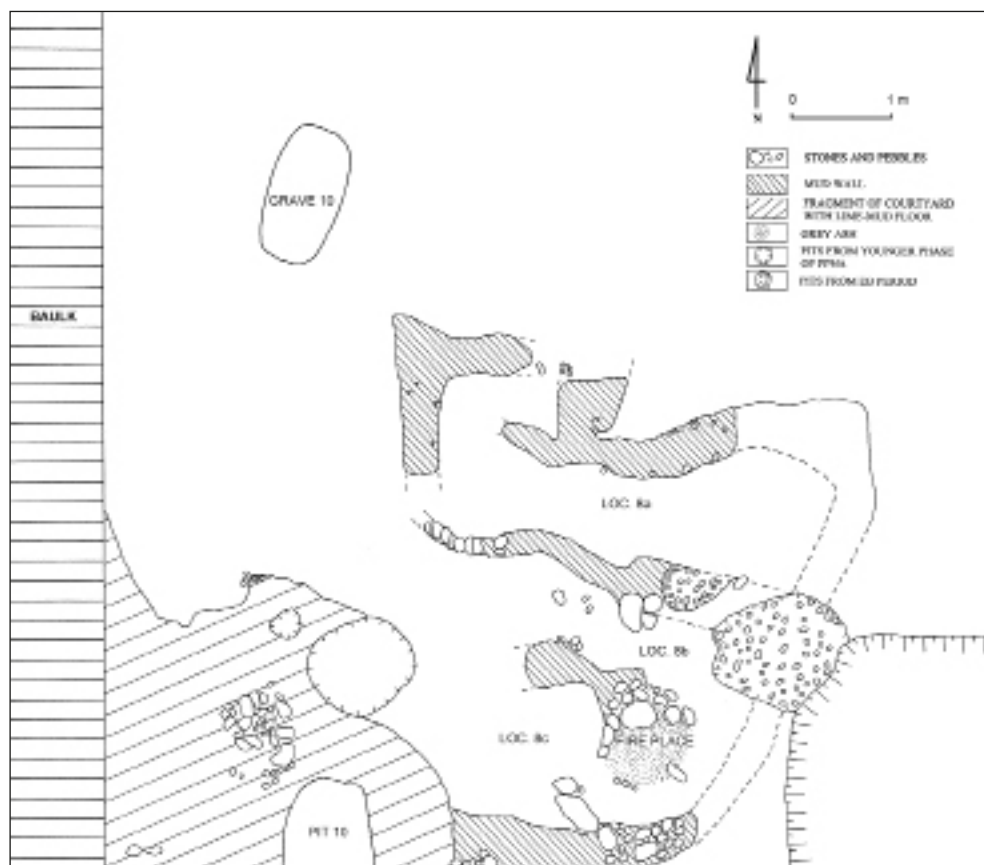 N
0 1 m
STONES AND PEBBLES
MUD WALL
FRAGMENT OF COURTYARD
WITH LIME-MUD FLOOR
GREY ASH
PITS FROM YOUNGER PHASE
OF PPNA
PITS FROM ED PERIOD
GRAVE 10
BAULK
LOC. 8a
LOC. 8b
LOC. 8c
FIRE PLACE
PIT 10